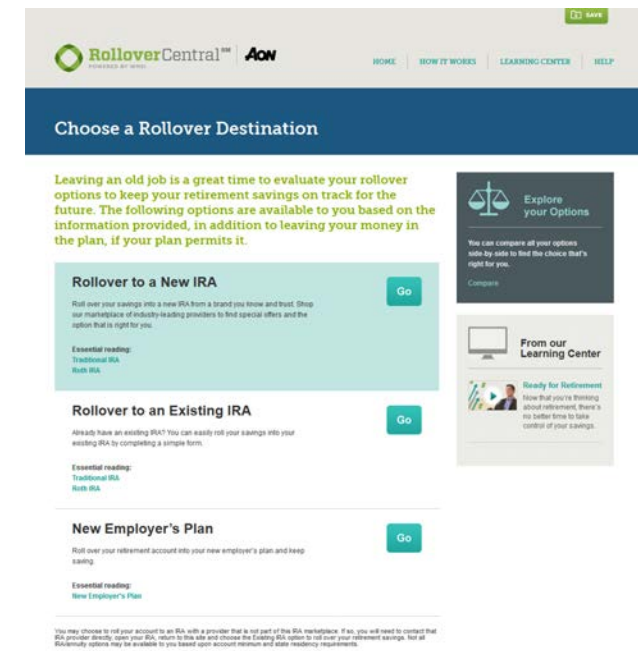 SAVE
RolloverCentral℠ AON
POWERED BY WMSI
HOME HOW IT WORKS LEARNING CENTER HELP
Choose a Rollover Destination
Leaving an old job is a great time to evaluate your rollover
options to keep your retirement savings on track for the
future. The following options are available to you based on the
information provided, in addition to leaving your money in
the plan, if your plan permits it.
Rollover to a New IRA
Go
Roll over your savings into a new IRA from a brand you know and trust. Shop
our marketplace of industry-leading providers to find special offers and the
option that is right for you.
Essential reading:
Traditional IRA
Roth IRA
Rollover to an Existing IRA
Go
Already have an existing IRA? You can easily roll your savings into your
existing IRA by completing a simple form.
Essential reading:
Traditional IRA
Roth IRA
New Employer's Plan
Go
Roll over your retirement account into your new employer's plan and keep
saving.
Essential reading:
New Employer's Plan
You may choose to roll your account to an IRA with a provider that is not part of this IRA marketplace. If so, you will need to contact that
IRA provider directly, open your IRA, return to this site and choose the Existing IRA option to roll over your retirement savings. Not all
IRA/annuity options may be available to you based upon account minimum and state residency requirements.
Explore
your Options
You can compare all your options
side-by-side to find the choice that's
right for you.
Compare
From our
Learning Center
Ready for Retirement
Now that you're thinking
about retirement, there's
no better time to take
control of your savings.